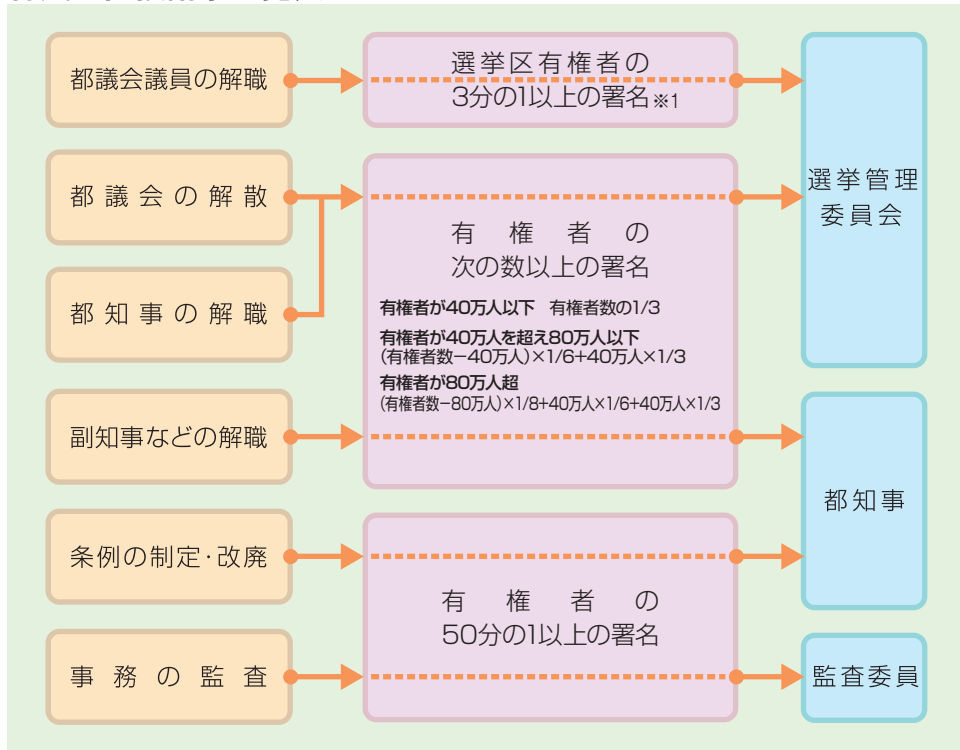 都議会議員の解職
選挙区有権者の
3分の1以上の署名※1
都議会の解散
都知事の解職
選挙管理
委員会
有権者の
次の数以上の署名
有権者が40万人以下　有権者数の1/3
有権者が40万人を超え80万人以下
(有権者数−40万人)×1/6+40万人×1/3
有権者が80万人超
(有権者数−80万人)×1/8+40万人×1/6+40万人×1/3
副知事などの解職
都知事
条例の制定・改廃
有権者の
50分の1以上の署名
事務の監査
監査委員